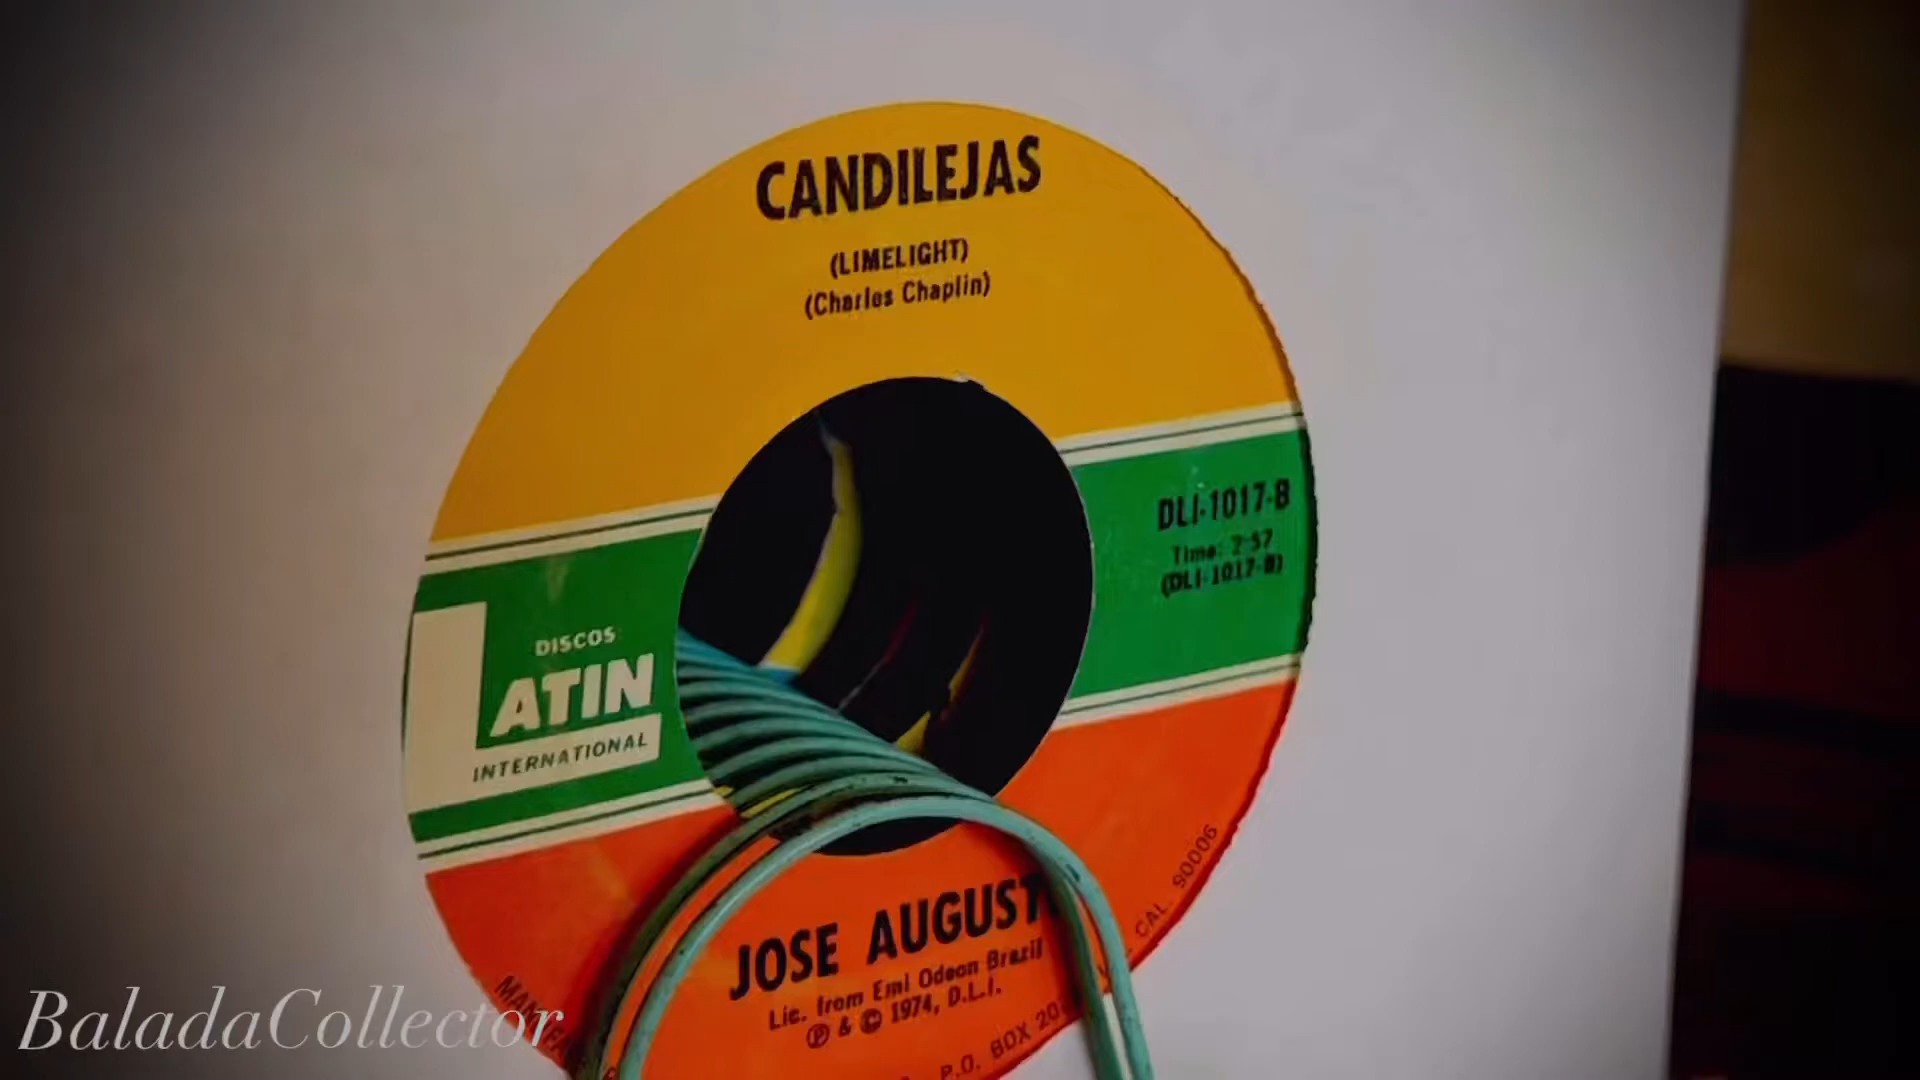 CANDILEJAS
(LIMELIGHT)
(Charles Chaplin)
DLI-1017-B
Time: 2:57
(DLI-1017-B)
DISCOS
LATIN
INTERNATIONAL
JOSE AUGUST
Lic. from Emi Odeon Brazil
Ⓟ & © 1974, D.L.I.
P.O. BOX 20
CAL. 90006
BaladaCollector